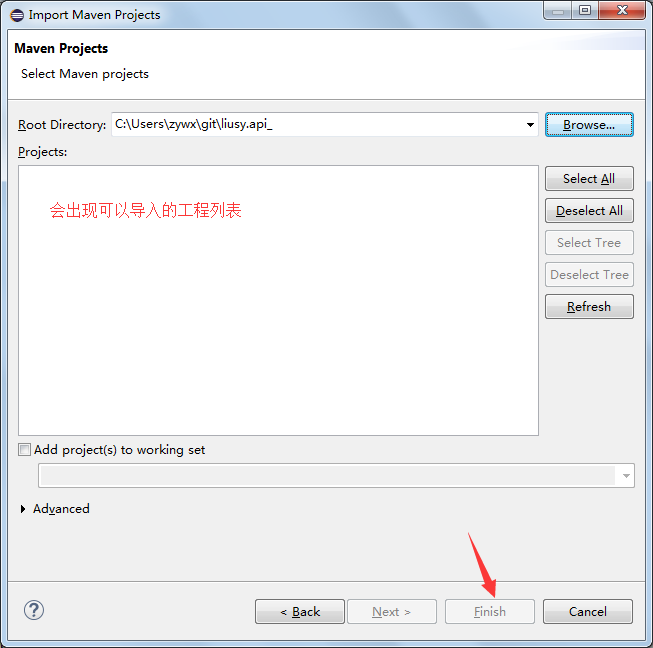 Import Maven Projects
Maven Projects
Select Maven projects
Root Directory: C:\Users\zywx\git\liusy.api_ Browse...
Projects:
会出现可以导入的工程列表
Select All
Deselect All
Select Tree
Deselect Tree
Refresh
Add project(s) to working set
Advanced
? < Back Next > Finish Cancel